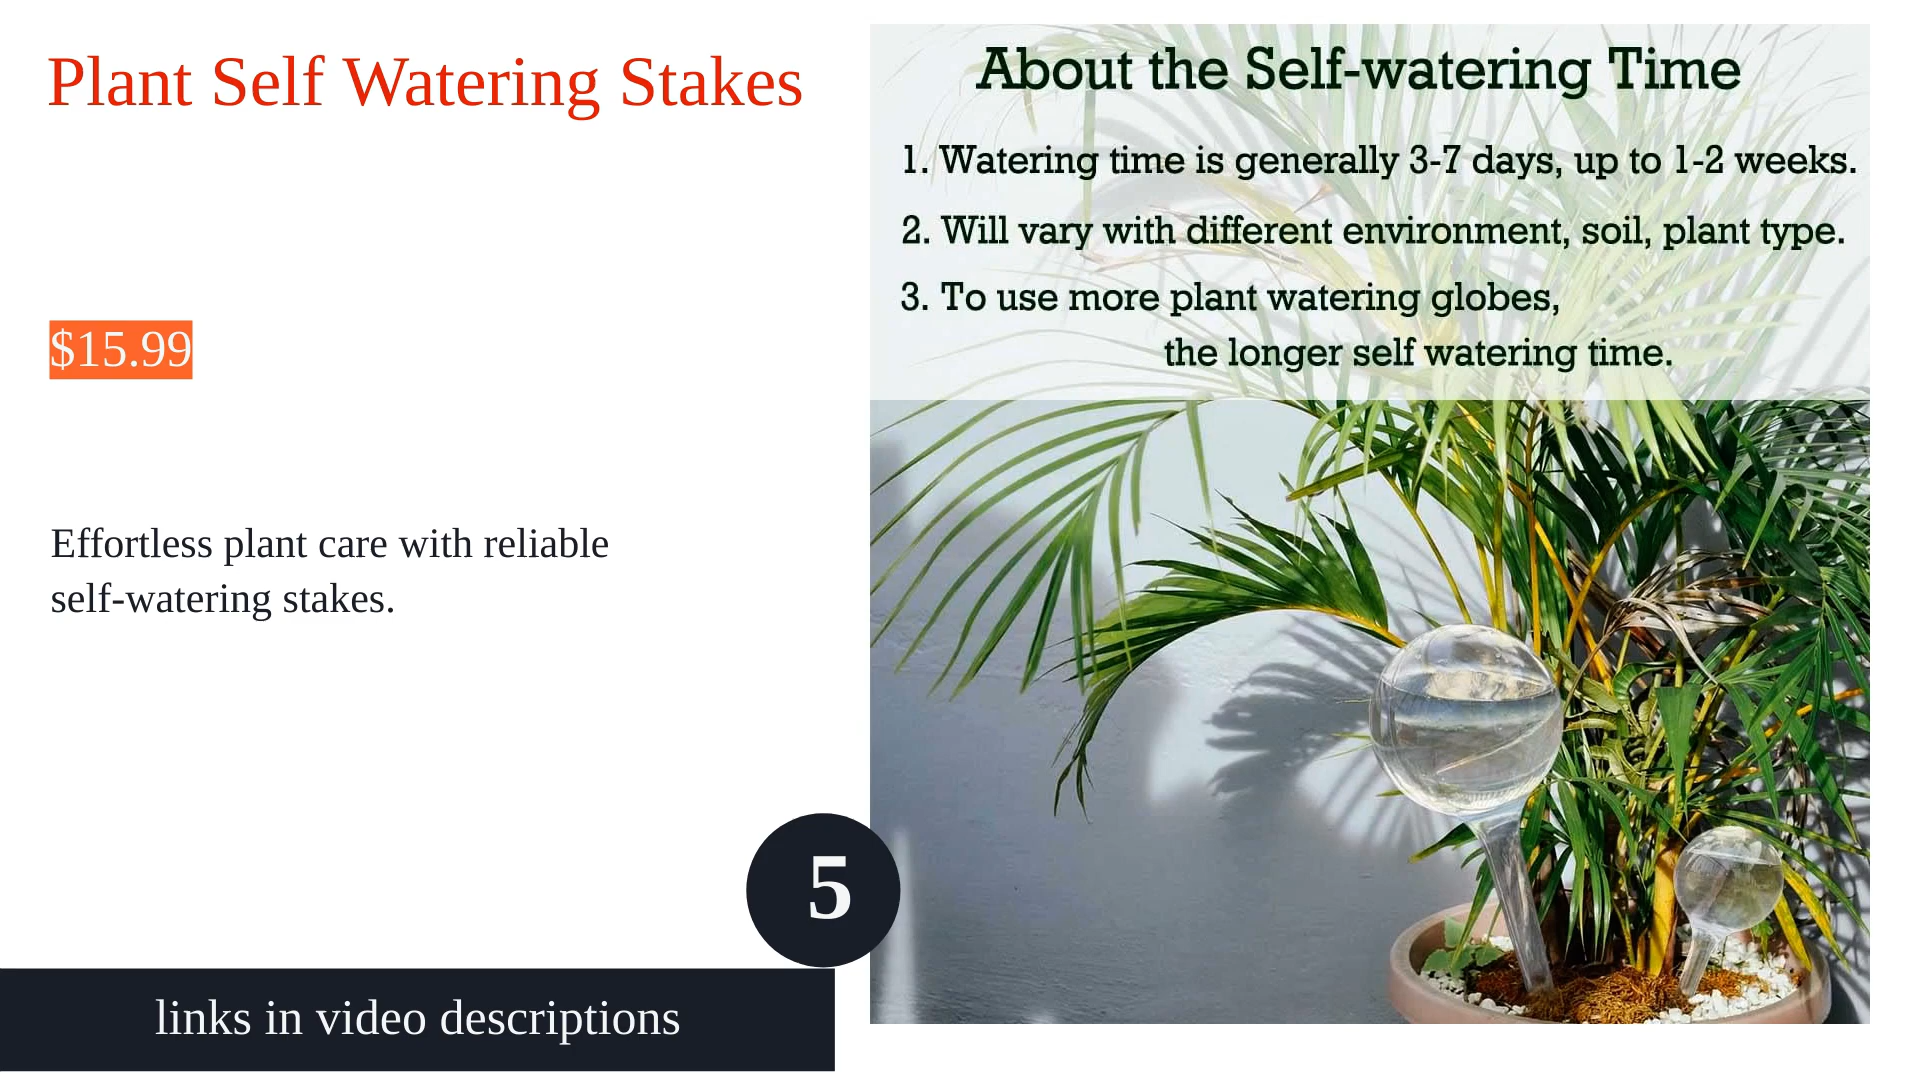 Plant Self Watering Stakes
$15.99
Effortless plant care with reliable
self-watering stakes.
5
links in video descriptions
About the Self-watering Time
1. Watering time is generally 3-7 days, up to 1-2 weeks.
2. Will vary with different environment, soil, plant type.
3. To use more plant watering globes,
the longer self watering time.